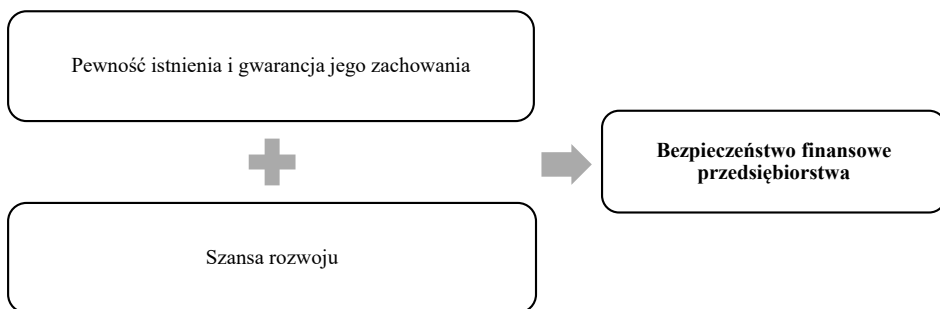 Pewność istnienia i gwarancja jego zachowania
Szansa rozwoju
Bezpieczeństwo finansowe
przedsiębiorstwa